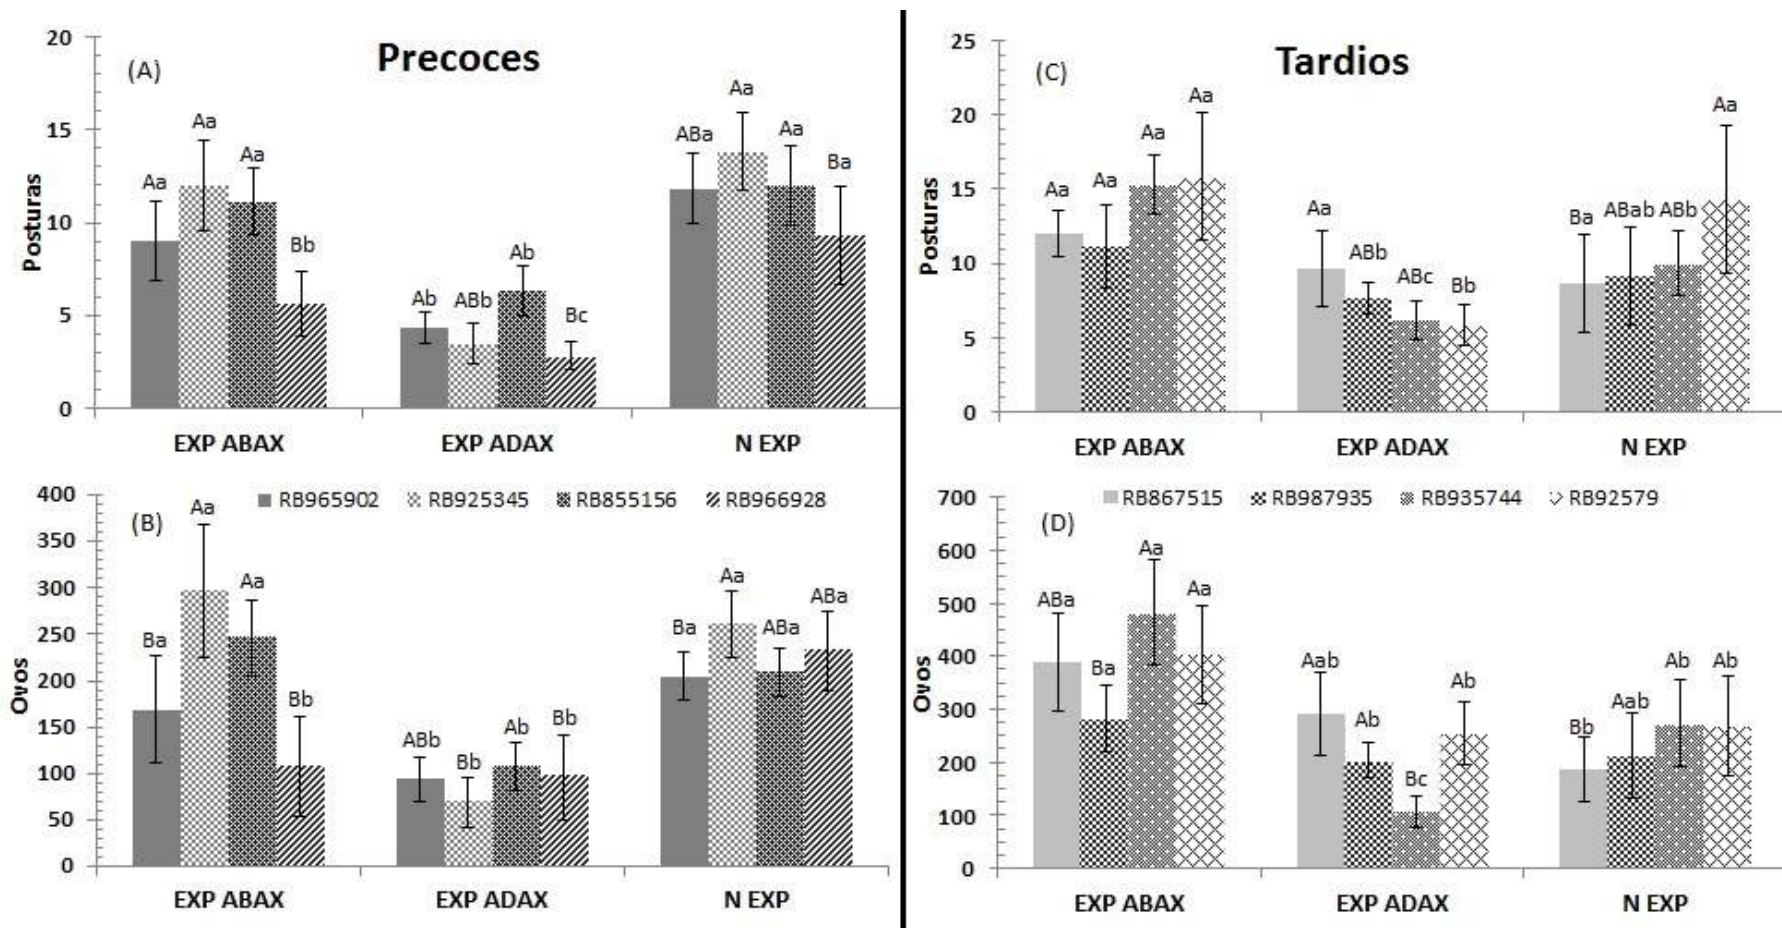 Precoces
(A)
20
15
10
5
0
Posturas
Aa
Aa
Aa
Bb
Ab
ABb
Ab
Bc
ABa
Aa
Aa
Ba
EXP ABAX
EXP ADAX
N EXP
(B)
RB965902 RB925345 RB855156 RB966928
400
350
300
250
200
150
100
50
0
Ovos
Ba
Aa
Aa
Bb
ABb
Bb
Ab
Bb
Ba
Aa
ABa
ABa
EXP ABAX
EXP ADAX
N EXP
Tardios
(C)
25
20
15
10
5
0
Posturas
Aa
Aa
Aa
Aa
Aa
ABb
ABc
Bb
Ba
ABab
ABb
Aa
EXP ABAX
EXP ADAX
N EXP
RB867515 RB987935 RB935744 RB92579
(D)
700
600
500
400
300
200
100
0
Ovos
ABa
Ba
Aa
Aa
Aab
Ab
Bc
Ab
Bb
Aab
Ab
Ab
EXP ABAX
EXP ADAX
N EXP